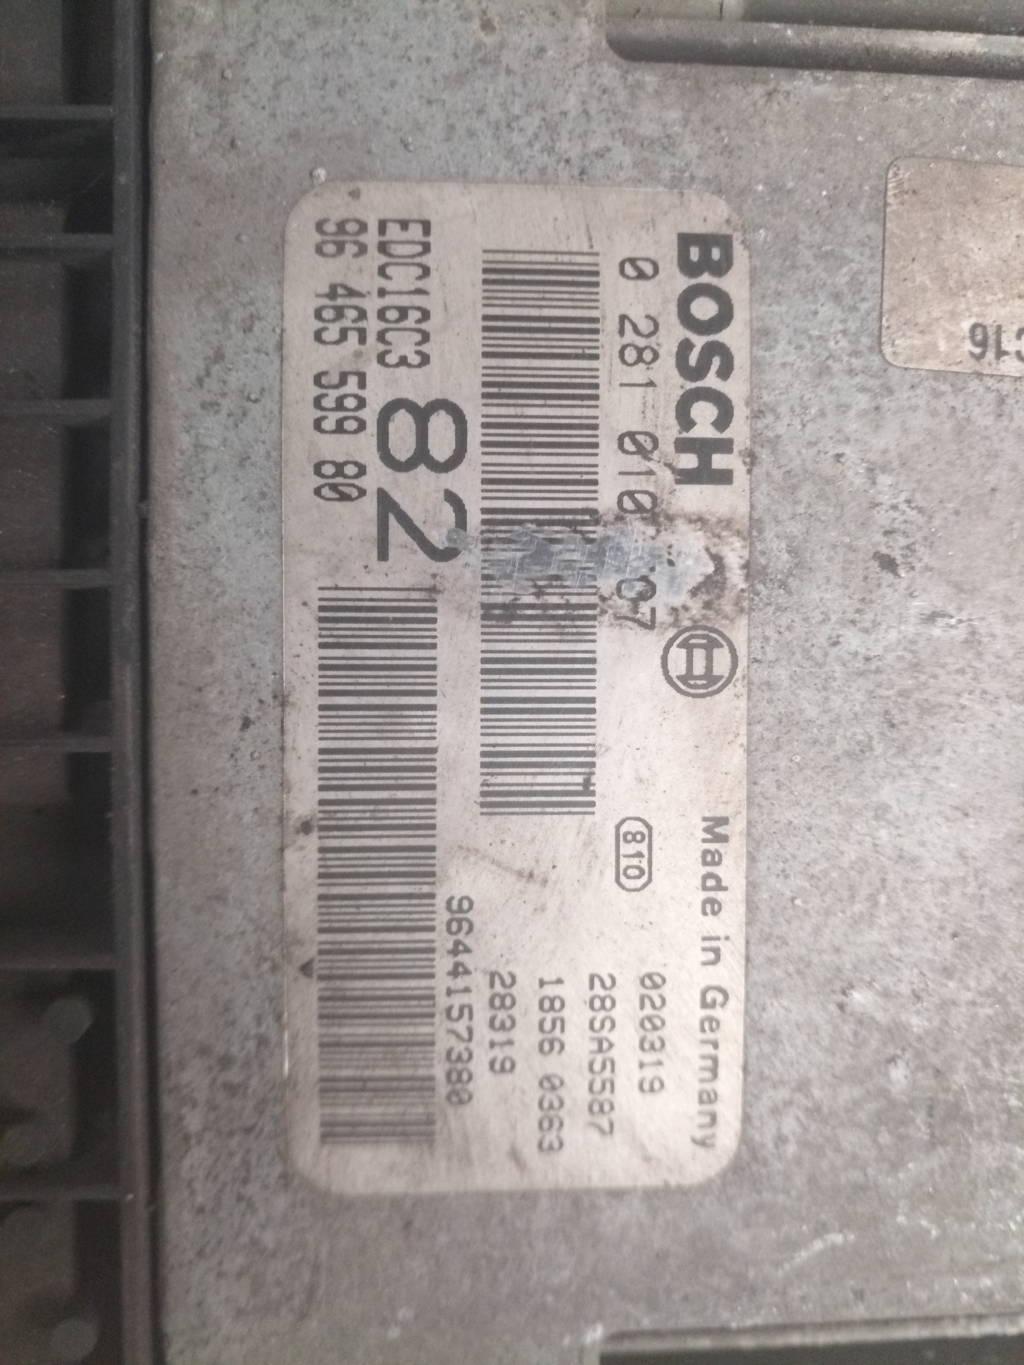 BOSCH
Made in Germany
0 281 010 07
810
020319
28SA5587
1856 0363
28319
EDC16C3 82
96 465 599 80
9644157380
C16